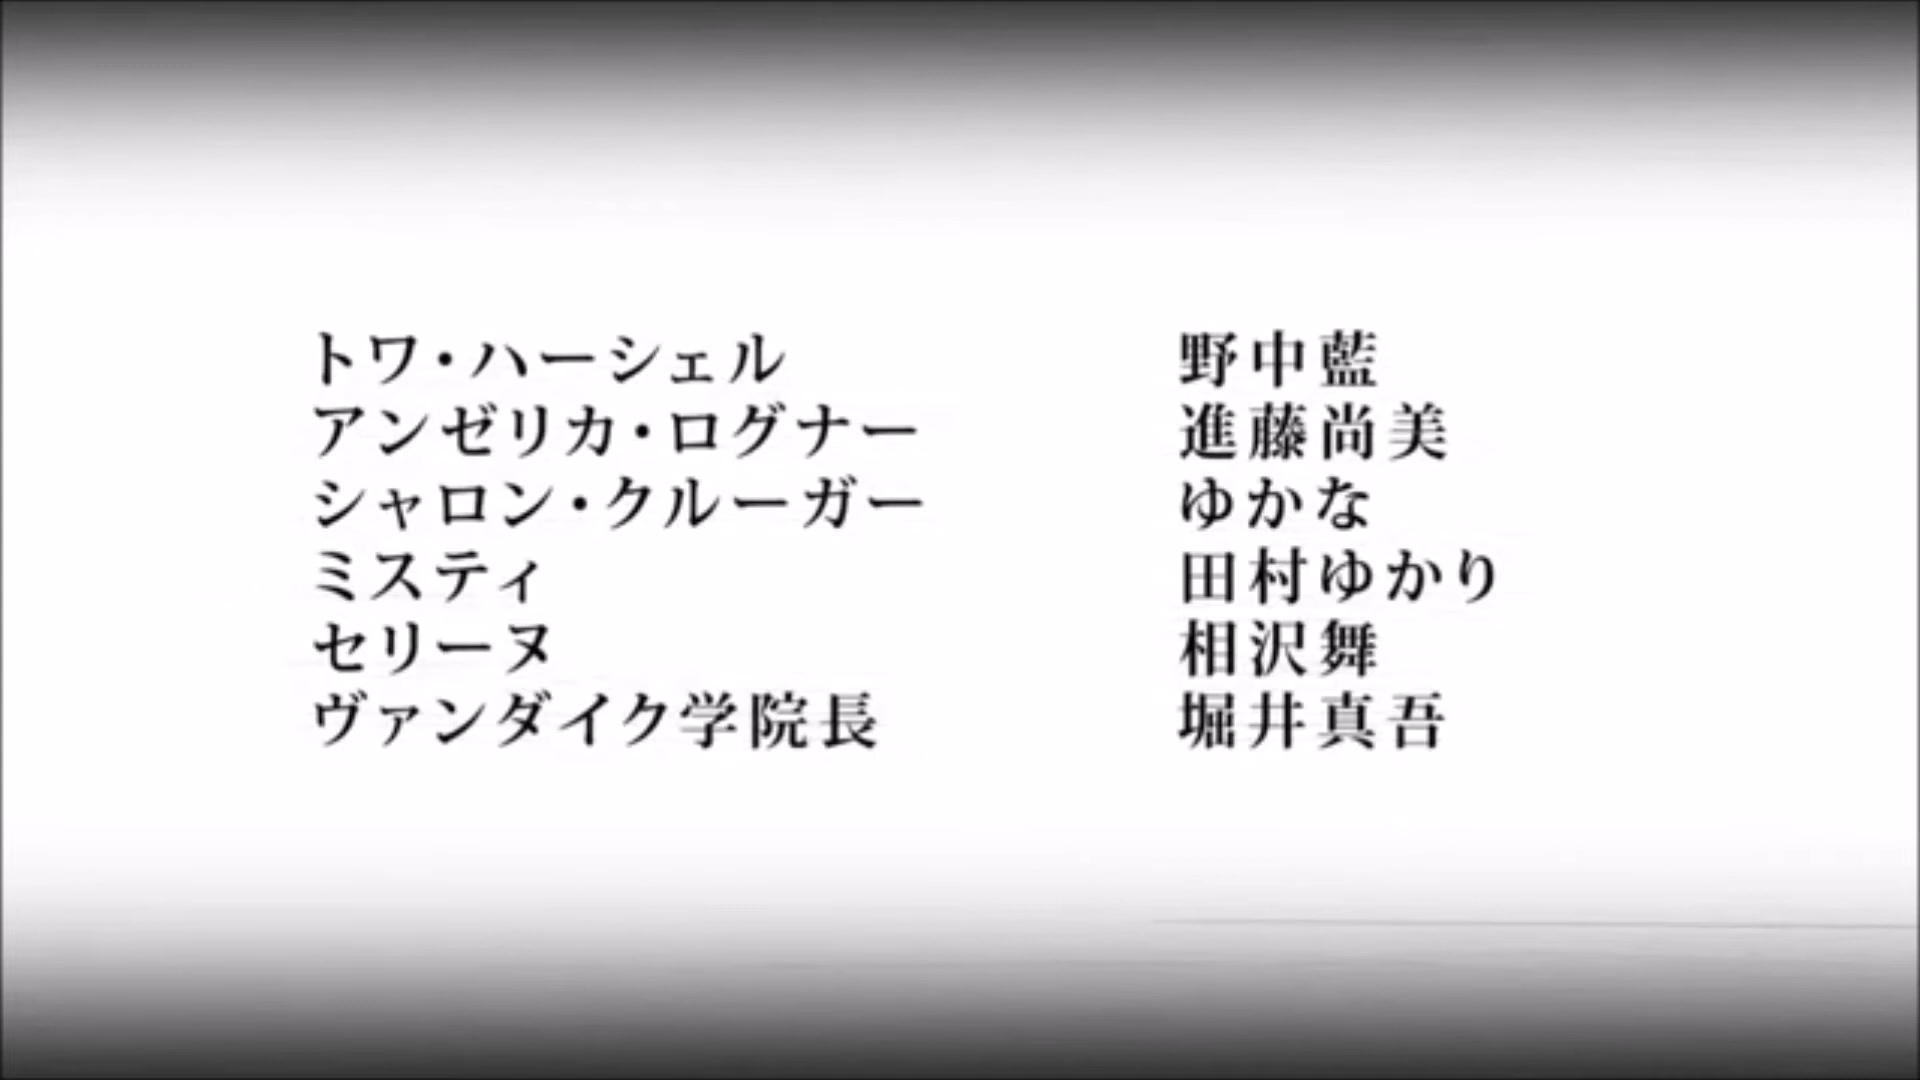 トワ・ハーシェル 野中藍
アンゼリカ・ログナー 進藤尚美
シャロン・クルーガー ゆかな
ミスティ 田村ゆかり
セリーヌ 相沢舞
ヴァンダイク学院長 堀井真吾